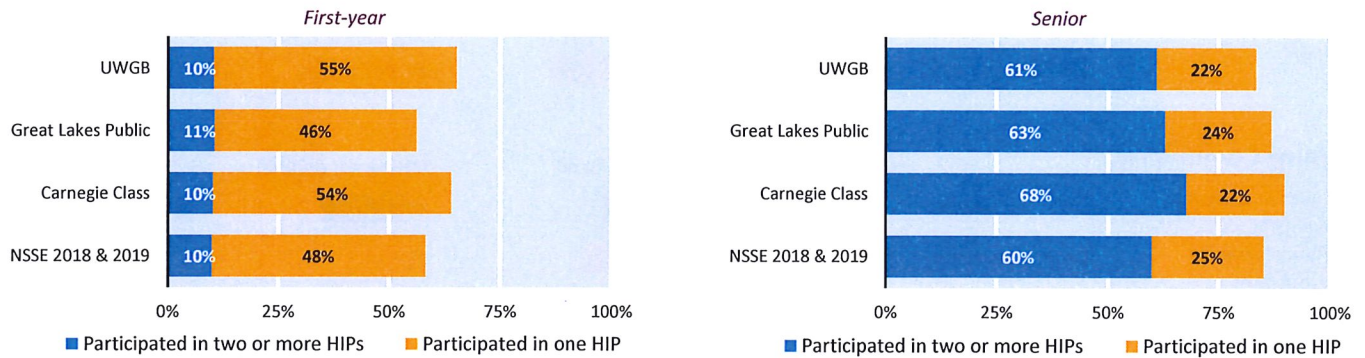 First-year
UWGB
10%
55%
Great Lakes Public
11%
46%
Carnegie Class
10%
54%
NSSE 2018 & 2019
10%
48%
0%
25%
50%
75%
100%
Participated in two or more HIPs
Participated in one HIP
Senior
UWGB
61%
22%
Great Lakes Public
63%
24%
Carnegie Class
68%
22%
NSSE 2018 & 2019
60%
25%
0%
25%
50%
75%
100%
Participated in two or more HIPs
Participated in one HIP